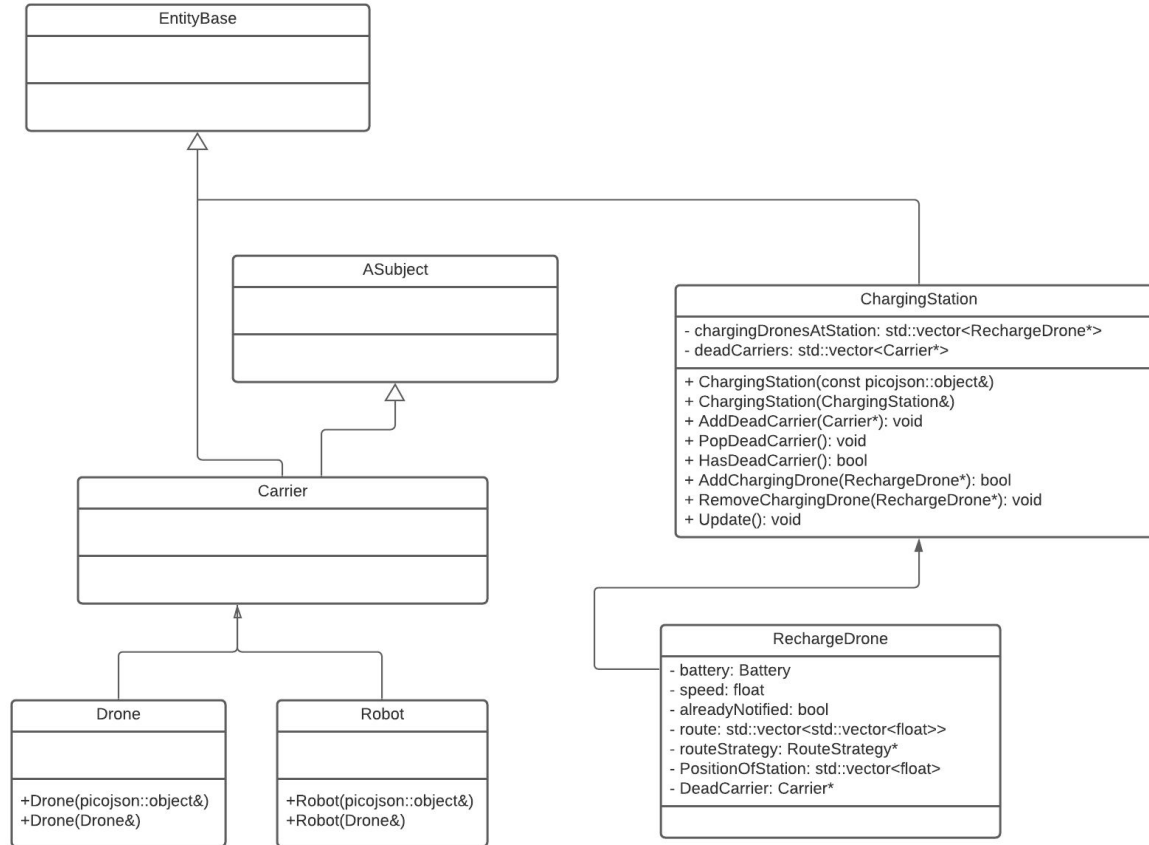 EntityBase
ASubject
ChargingStation
- chargingDronesAtStation: std::vector<RechargeDrone*>
- deadCarriers: std::vector<Carrier*>
+ ChargingStation(const picojson::object&)
+ ChargingStation(ChargingStation&)
+ AddDeadCarrier(Carrier*): void
+ PopDeadCarrier(): void
+ HasDeadCarrier(): bool
+ AddChargingDrone(RechargeDrone*): bool
+ RemoveChargingDrone(RechargeDrone*): void
+ Update(): void
Carrier
RechargeDrone
- battery: Battery
- speed: float
- alreadyNotified: bool
- route: std::vector<std::vector<float>>
- routeStrategy: RouteStrategy*
- PositionOfStation: std::vector<float>
- DeadCarrier: Carrier*
Drone
+Drone(picojson::object&)
+Drone(Drone&)
Robot
+Robot(picojson::object&)
+Robot(Drone&)